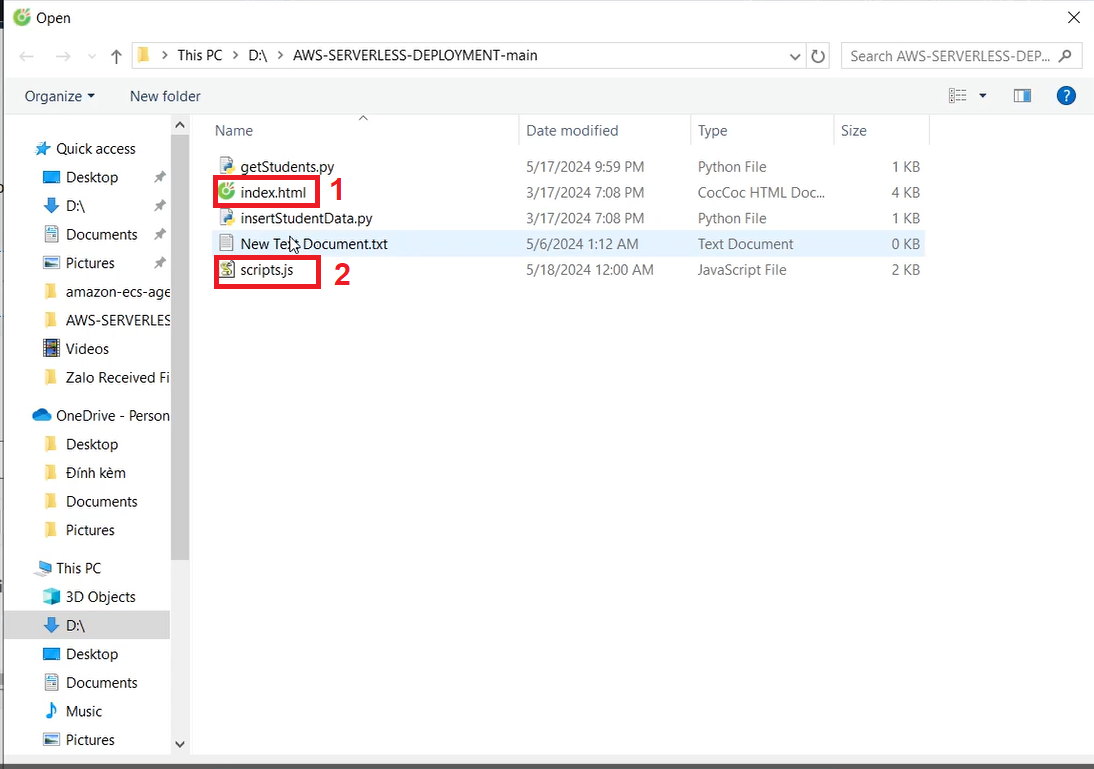 Open
This PC > D:\ > AWS-SERVERLESS-DEPLOYMENT-main
Search AWS-SERVERLESS-DEP...
Organize
New folder
?
Name
Date modified
Type
Size
getStudents.py 5/17/2024 9:59 PM Python File 1 KB
index.html 1 3/17/2024 7:08 PM CocCoc HTML Doc... 4 KB
insertStudentData.py 3/17/2024 7:08 PM Python File 1 KB
New Text Document.txt 5/6/2024 1:12 AM Text Document 0 KB
scripts.js 2 5/18/2024 12:00 AM JavaScript File 2 KB
Quick access
Desktop
D:\
Documents
Pictures
amazon-ecs-age
AWS-SERVERLES
Videos
Zalo Received Fi
OneDrive - Person
Desktop
Đính kèm
Documents
Pictures
This PC
3D Objects
D:\
Desktop
Documents
Music
Pictures